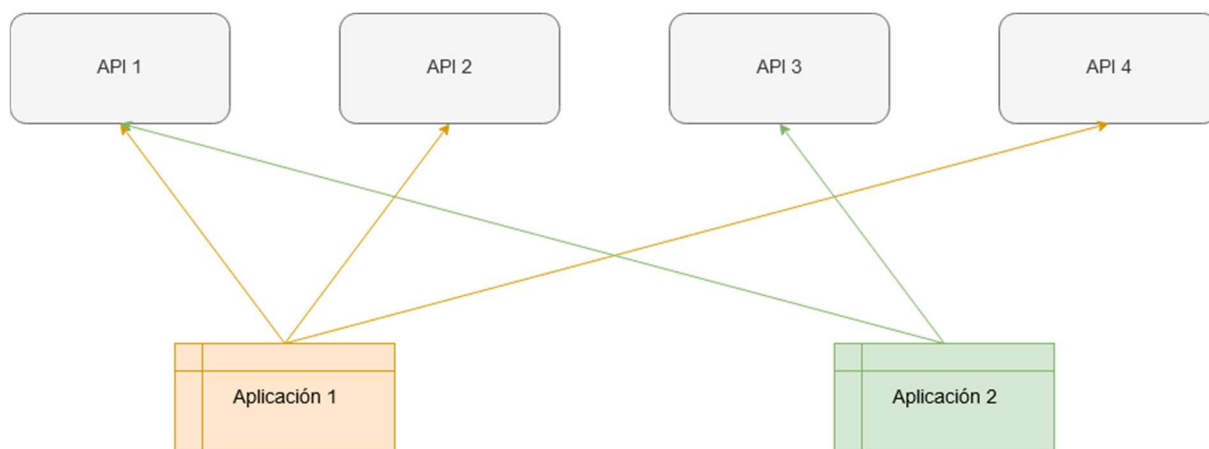 API 1
API 2
API 3
API 4
Aplicación 1
Aplicación 2